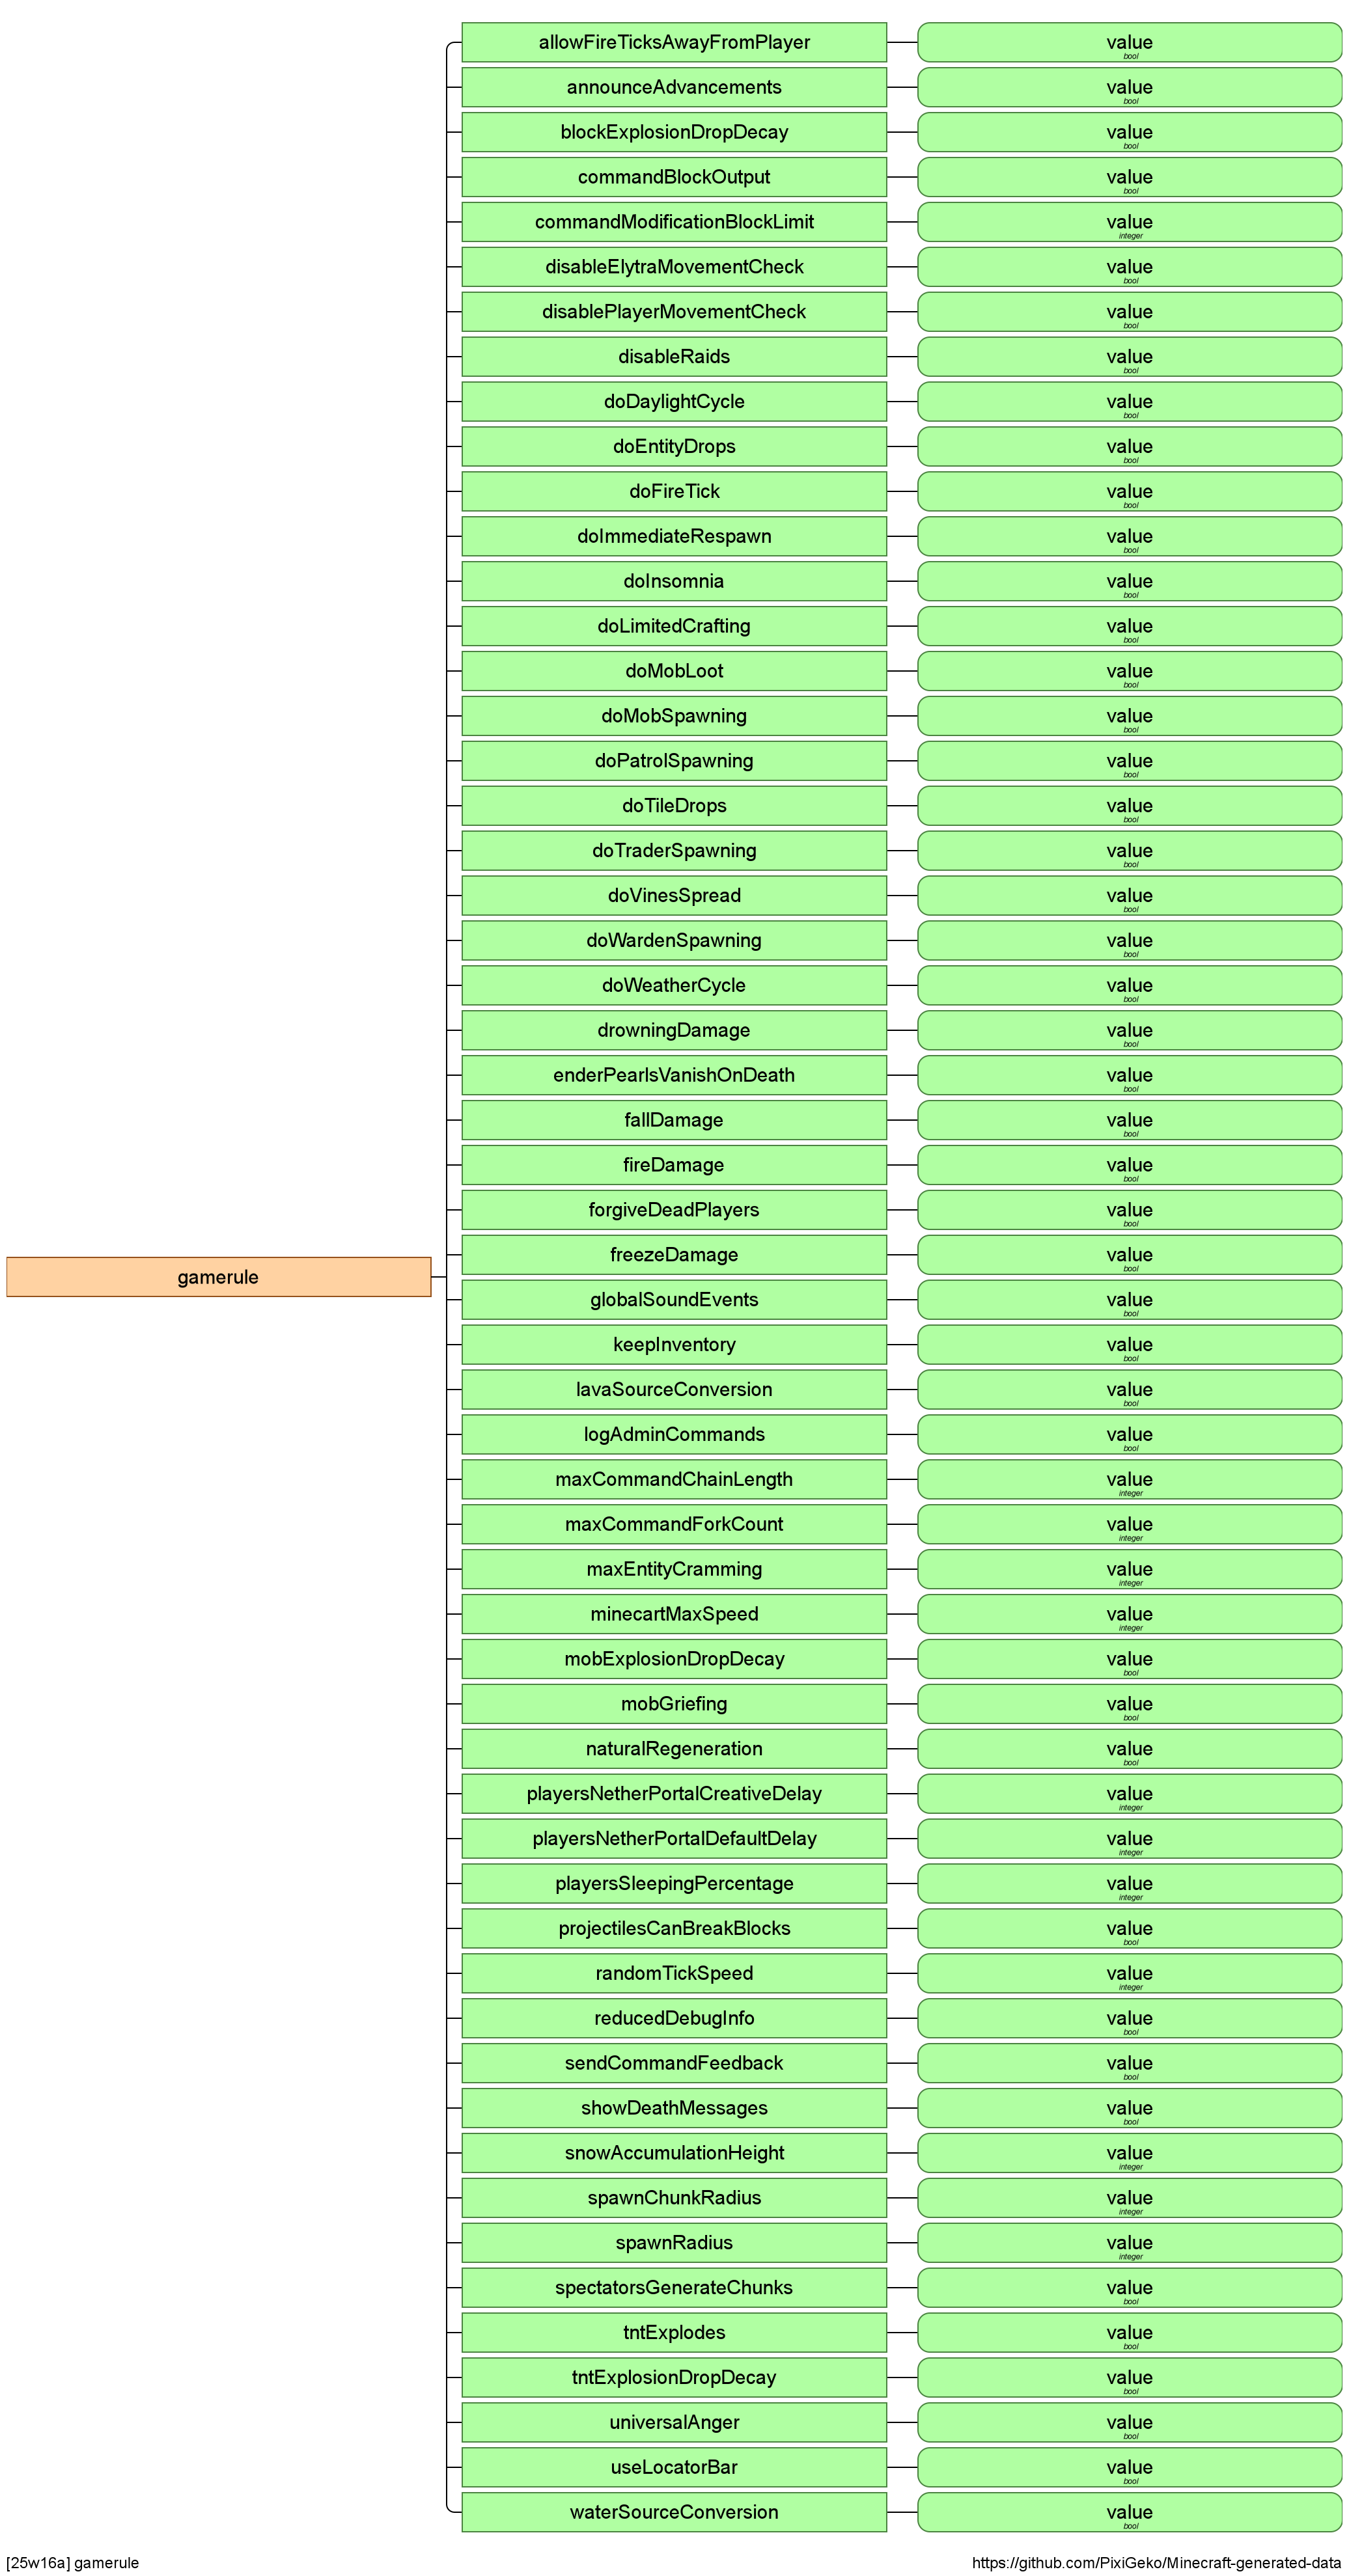 allowFireTicksAwayFromPlayer value
bool
announceAdvancements value
bool
blockExplosionDropDecay value
bool
commandBlockOutput value
bool
commandModificationBlockLimit value
integer
disableElytraMovementCheck value
bool
disablePlayerMovementCheck value
bool
disableRaids value
bool
doDaylightCycle value
bool
doEntityDrops value
bool
doFireTick value
bool
doImmediateRespawn value
bool
doInsomnia value
bool
doLimitedCrafting value
bool
doMobLoot value
bool
doMobSpawning value
bool
doPatrolSpawning value
bool
doTileDrops value
bool
doTraderSpawning value
bool
doVinesSpread value
bool
doWardenSpawning value
bool
doWeatherCycle value
bool
drowningDamage value
bool
enderPearlsVanishOnDeath value
bool
fallDamage value
bool
fireDamage value
bool
forgiveDeadPlayers value
bool
freezeDamage value
bool
gamerule
globalSoundEvents value
bool
keepInventory value
bool
lavaSourceConversion value
bool
logAdminCommands value
bool
maxCommandChainLength value
integer
maxCommandForkCount value
integer
maxEntityCramming value
integer
minecartMaxSpeed value
integer
mobExplosionDropDecay value
bool
mobGriefing value
bool
naturalRegeneration value
bool
playersNetherPortalCreativeDelay value
integer
playersNetherPortalDefaultDelay value
integer
playersSleepingPercentage value
integer
projectilesCanBreakBlocks value
bool
randomTickSpeed value
integer
reducedDebugInfo value
bool
sendCommandFeedback value
bool
showDeathMessages value
bool
snowAccumulationHeight value
integer
spawnChunkRadius value
integer
spawnRadius value
integer
spectatorsGenerateChunks value
bool
tntExplodes value
bool
tntExplosionDropDecay value
bool
universalAnger value
bool
useLocatorBar value
bool
waterSourceConversion value
bool
[25w16a] gamerule https://github.com/PixiGeko/Minecraft-generated-data